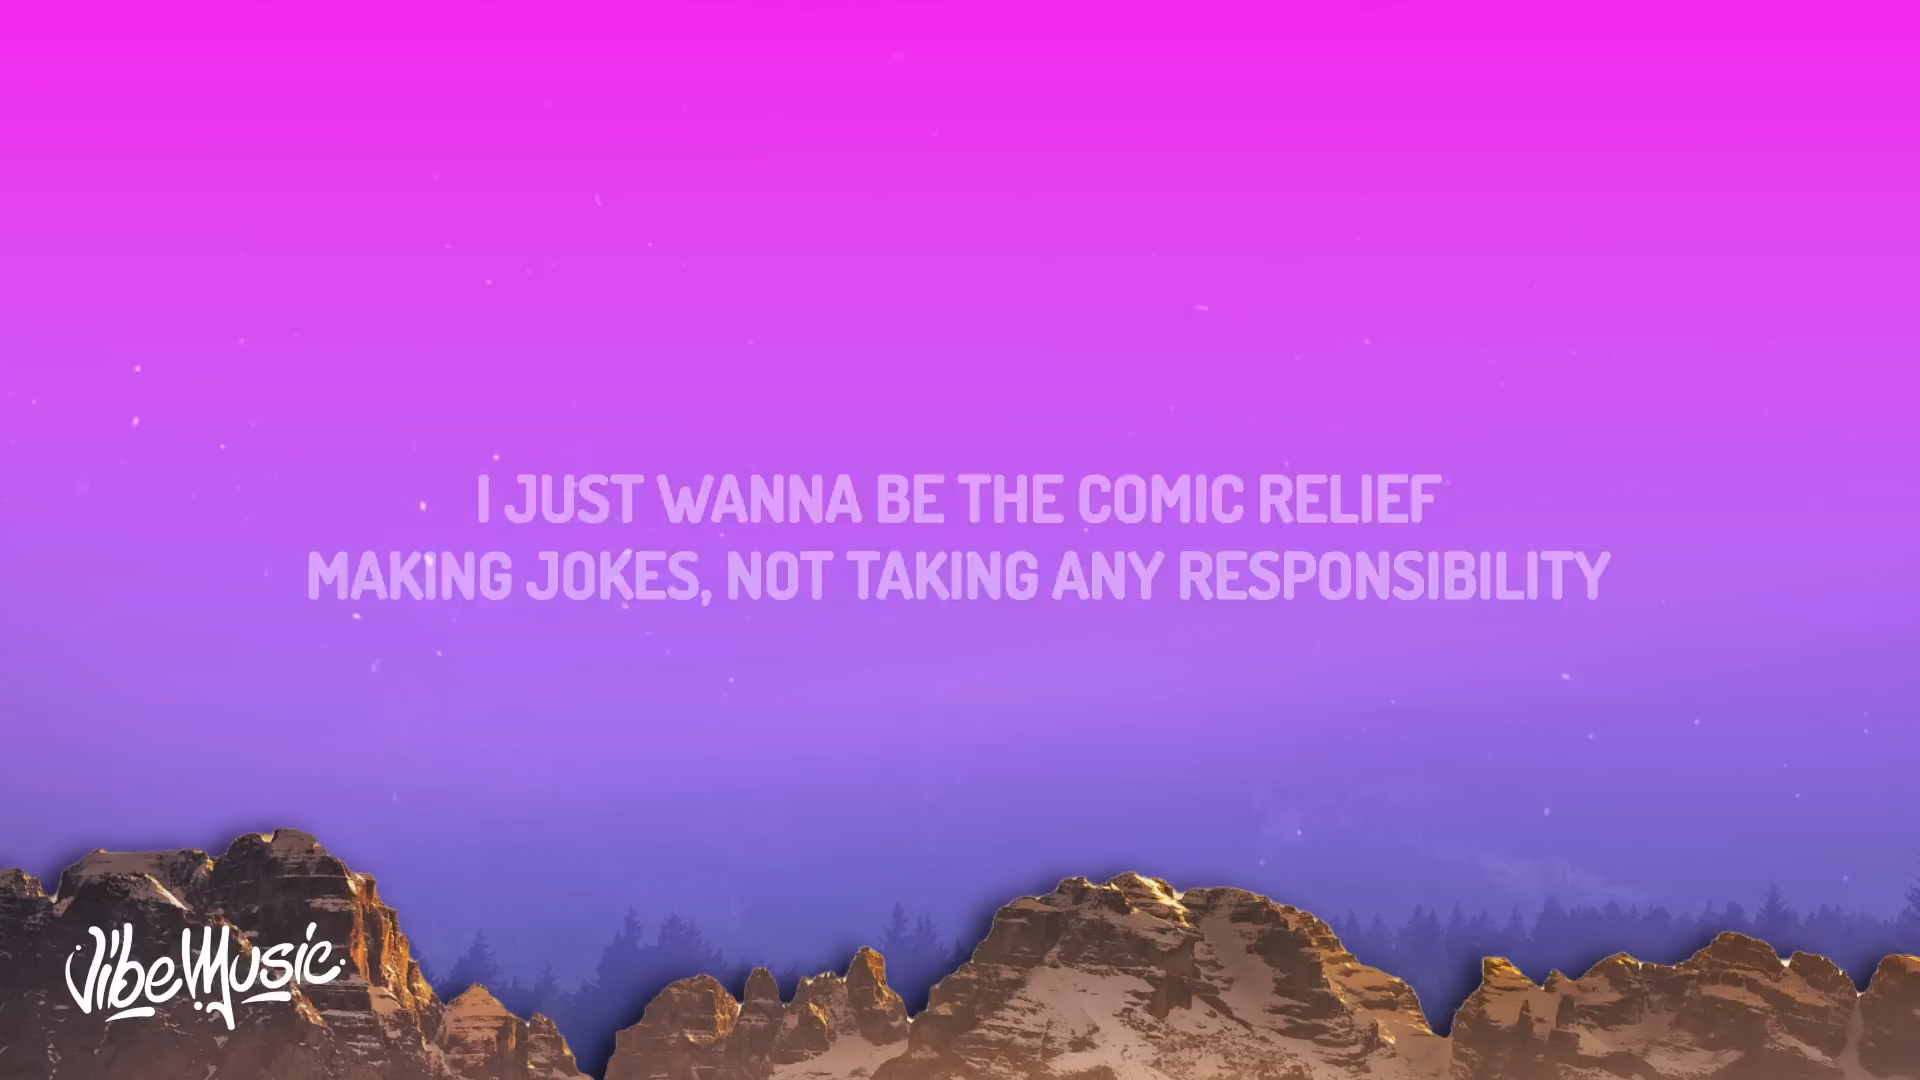 I JUST WANNA BE THE COMIC RELIEF
MAKING JOKES, NOT TAKING ANY RESPONSIBILITY
VibeMusic